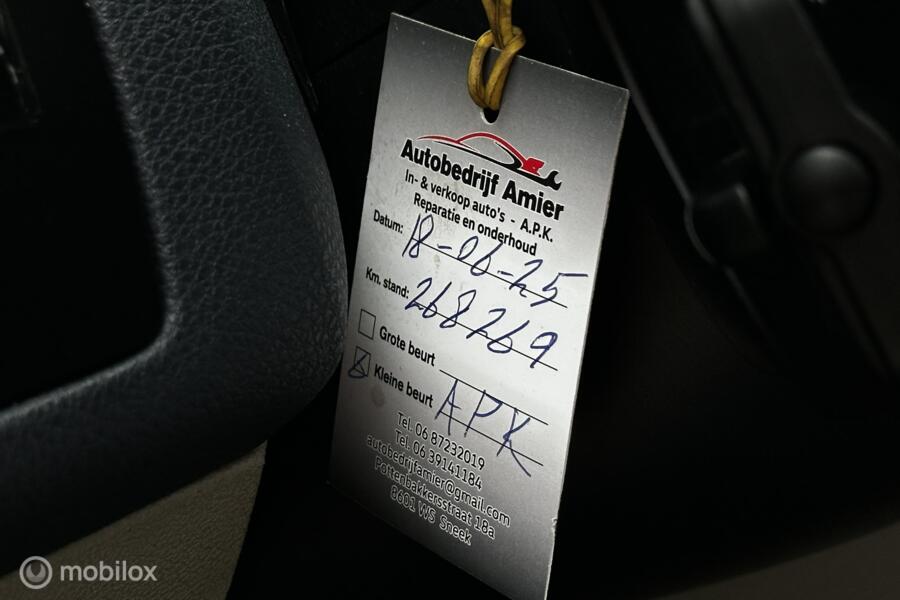 Autobedrijf Amier
In- & verkoop auto's - A.P.K.
Reparatie en onderhoud
Datum: 18-06-25
Km. stand: 268269
Grote beurt
Kleine beurt APK
Tel. 06 87232019
Tel. 06 39141184
autobedrijfamier@gmail.com
Pottenbakkersstraat 18a
8601 WS Sneek
mobilox